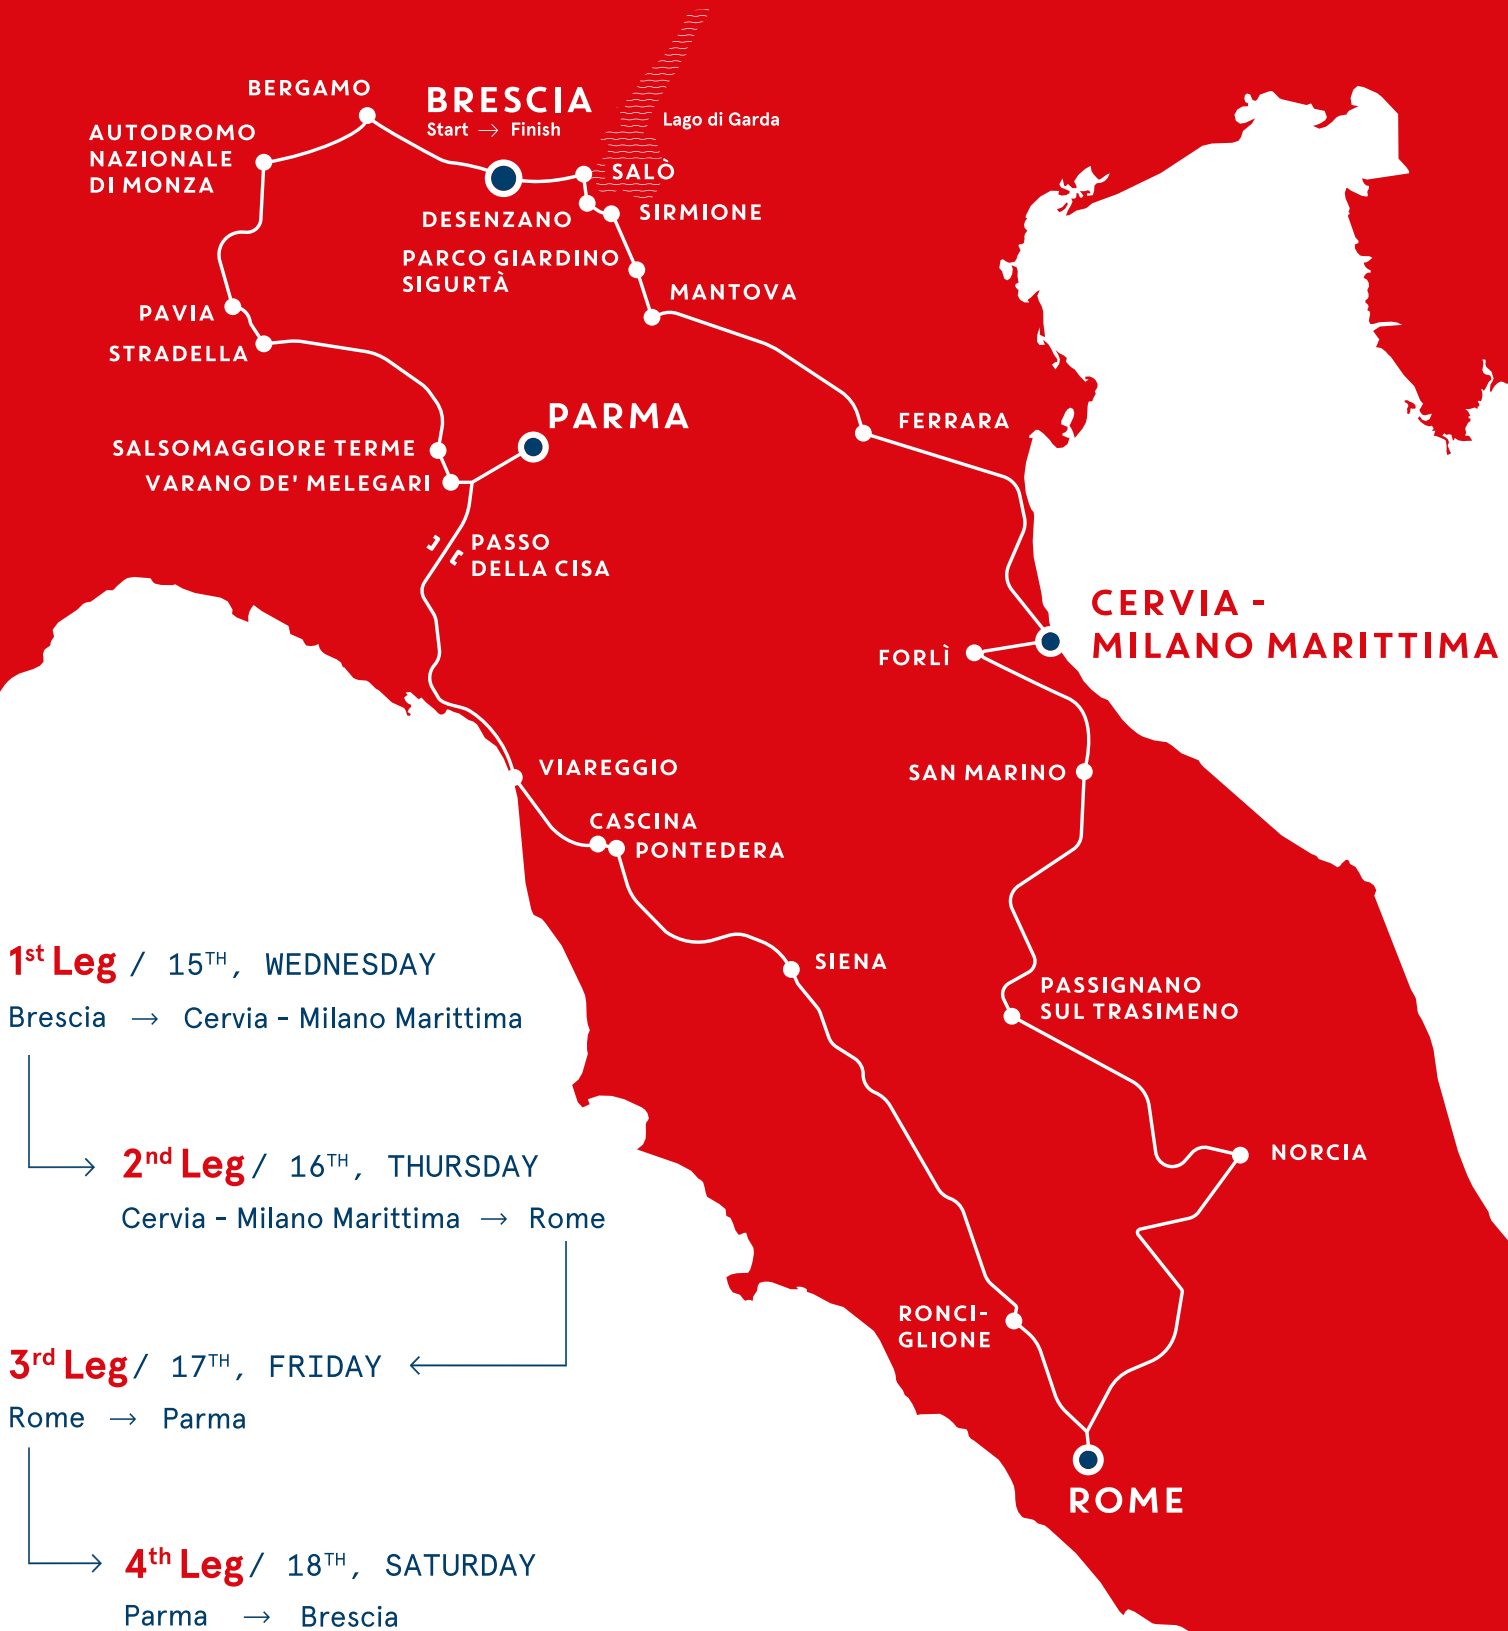 BERGAMO
BRESCIA
Start → Finish
Lago di Garda
AUTODROMO
NAZIONALE
DI MONZA
SALÒ
DESENZANO
SIRMIONE
PARCO GIARDINO
SIGURTÀ
MANTOVA
PAVIA
STRADELLA
PARMA
FERRARA
SALSOMAGGIORE TERME
VARANO DE' MELEGARI
PASSO
DELLA CISA
CERVIA -
MILANO MARITTIMA
FORLÌ
VIAREGGIO
SAN MARINO
CASCINA
PONTEDERA
SIENA
PASSIGNANO
SUL TRASIMENO
NORCIA
RONCI-
GLIONE
ROME
1st Leg / 15TH, WEDNESDAY
Brescia → Cervia - Milano Marittima
2nd Leg / 16TH, THURSDAY
Cervia - Milano Marittima → Rome
3rd Leg / 17TH, FRIDAY
Rome → Parma
4th Leg / 18TH, SATURDAY
Parma → Brescia